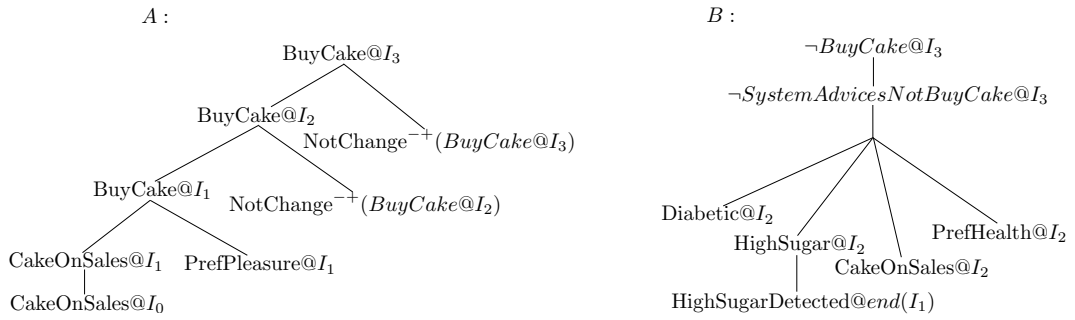 A :
BuyCake@I₃
BuyCake@I₂
NotChange⁻⁺(BuyCake@I₃)
BuyCake@I₁
NotChange⁻⁺(BuyCake@I₂)
CakeOnSales@I₁
PrefPleasure@I₁
CakeOnSales@I₀
B :
¬BuyCake@I₃
¬SystemAdvicesNotBuyCake@I₃
Diabetic@I₂
PrefHealth@I₂
HighSugar@I₂
CakeOnSales@I₂
HighSugarDetected@end(I₁)